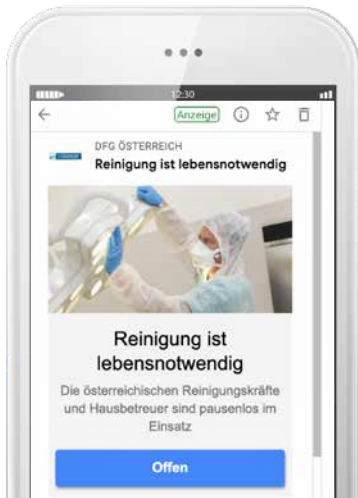 12:30
Anzeige
DFG ÖSTERREICH
Reinigung ist lebensnotwendig
Reinigung ist
lebensnotwendig
Die österreichischen Reinigungskräfte
und Hausbetreuer sind pausenlos im
Einsatz
Offen